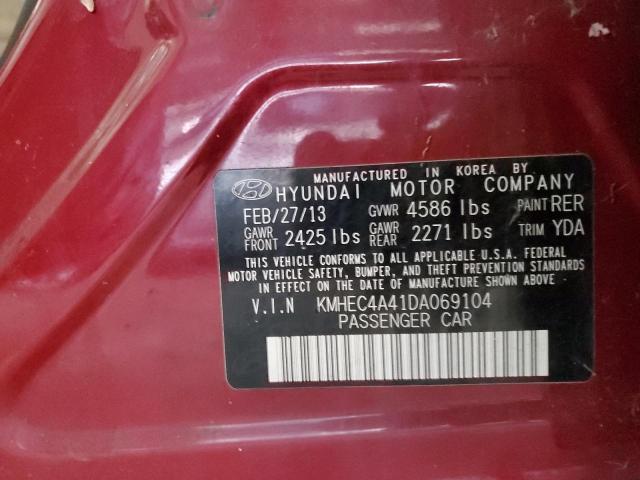 MANUFACTURED IN KOREA BY
HYUNDAI MOTOR COMPANY
FEB/27/13 GVWR 4586 lbs PAINT RER
GAWR FRONT 2425 lbs GAWR REAR 2271 lbs TRIM YDA
THIS VEHICLE CONFORMS TO ALL APPLICABLE U.S.A. FEDERAL
MOTOR VEHICLE SAFETY, BUMPER, AND THEFT PREVENTION STANDARDS
IN EFFECT ON THE DATE OF MANUFACTURE SHOWN ABOVE
V.I.N KMHEC4A41DA069104
PASSENGER CAR